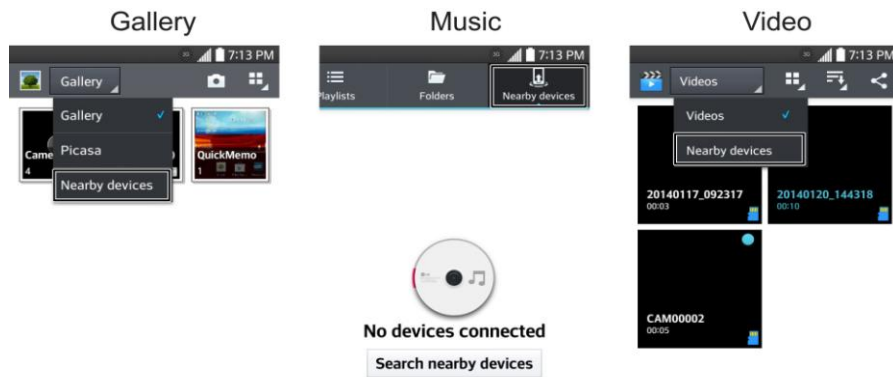 Gallery
7:13 PM
Gallery
Gallery
Picasa
Nearby devices
Came
4
QuickMemo
1
Music
7:13 PM
Playlists
Folders
Nearby devices
No devices connected
Search nearby devices
Video
7:13 PM
Videos
Videos
Nearby devices
20140117_092317
00:03
20140120_144318
00:10
CAM00002
00:05